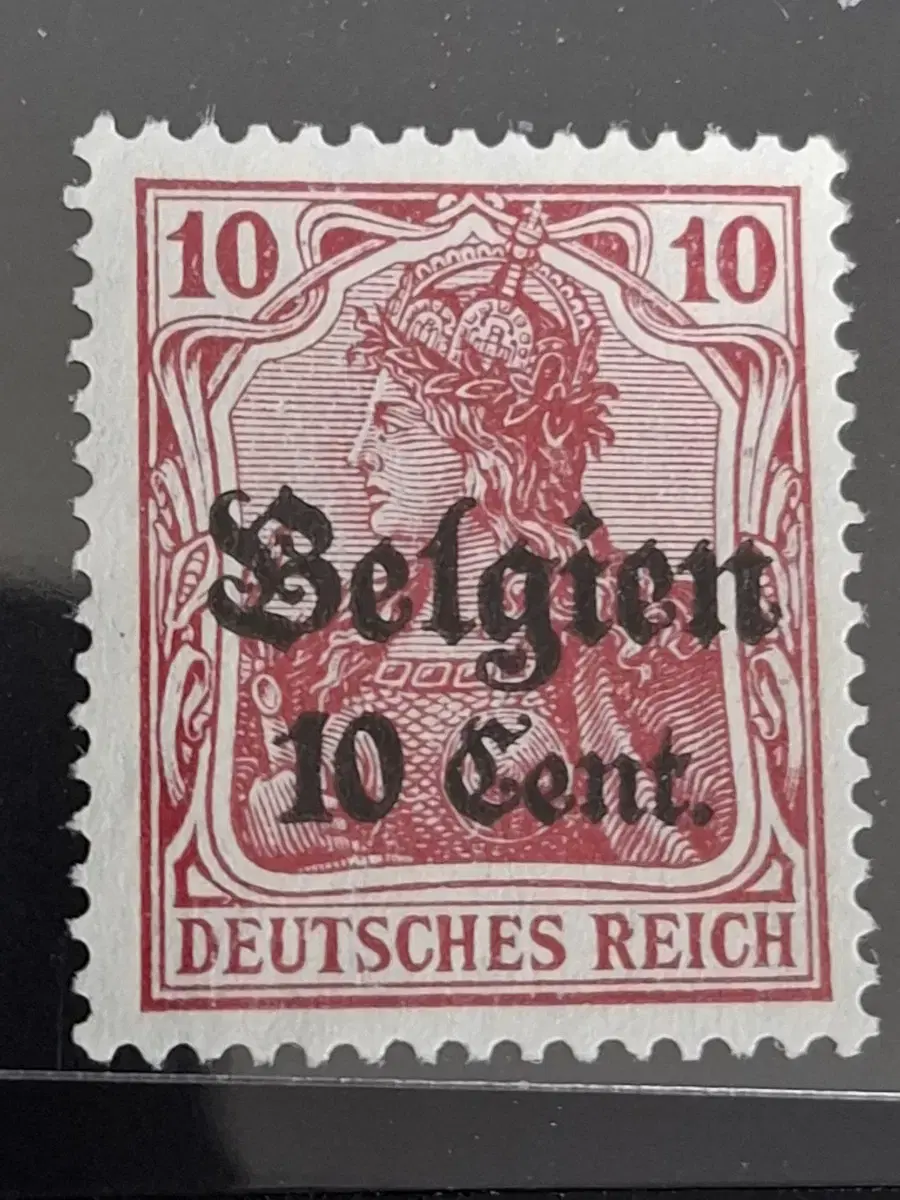 10 10
Belgien
10 Cent.
DEUTSCHES REICH